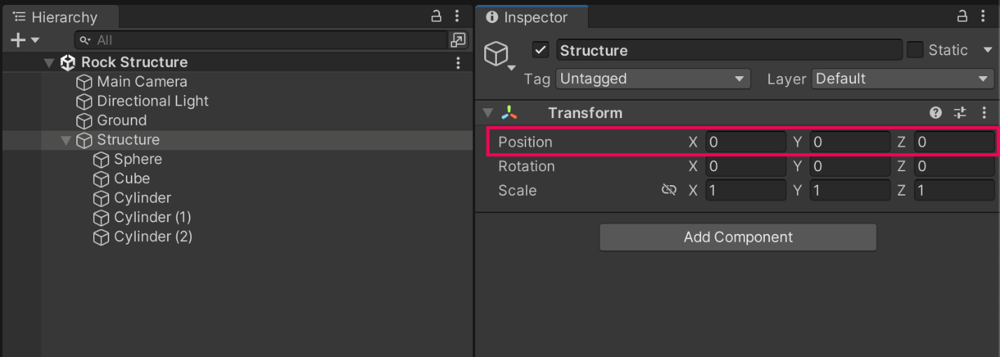 Hierarchy
All
Rock Structure
Main Camera
Directional Light
Ground
Structure
Sphere
Cube
Cylinder
Cylinder (1)
Cylinder (2)
Inspector
Structure Static
Tag Untagged Layer Default
Transform
Position X 0 Y 0 Z 0
Rotation X 0 Y 0 Z 0
Scale X 1 Y 1 Z 1
Add Component